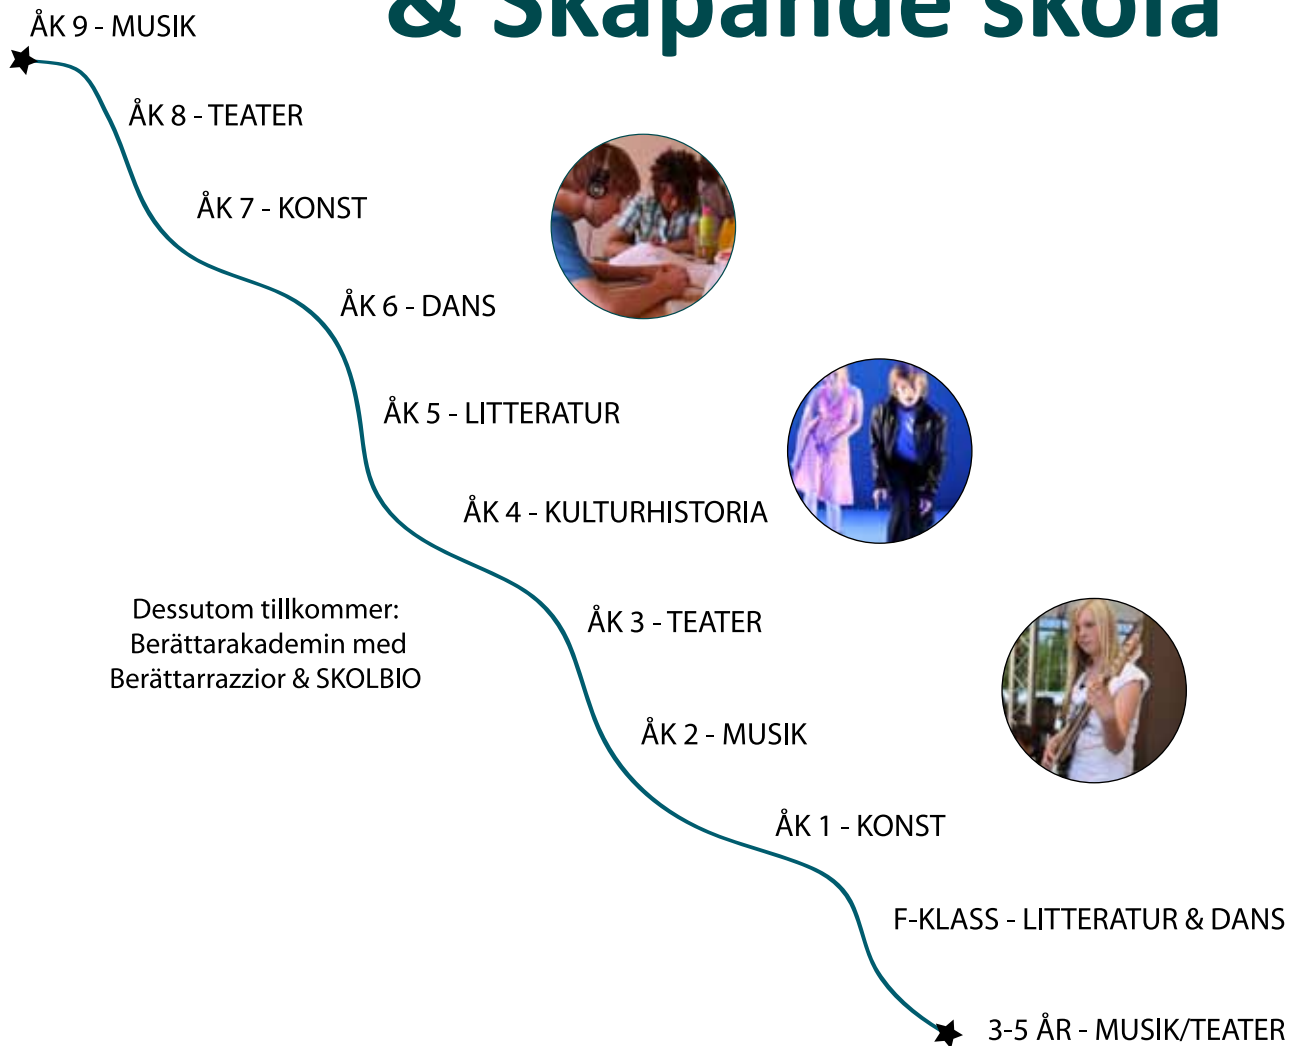 & Skapande skola
ÅK 9 - MUSIK
ÅK 8 - TEATER
ÅK 7 - KONST
ÅK 6 - DANS
ÅK 5 - LITTERATUR
ÅK 4 - KULTURHISTORIA
Dessutom tillkommer:
Berättarakademin med
Berättarrazzior & SKOLBIO
ÅK 3 - TEATER
ÅK 2 - MUSIK
ÅK 1 - KONST
F-KLASS - LITTERATUR & DANS
3-5 ÅR - MUSIK/TEATER